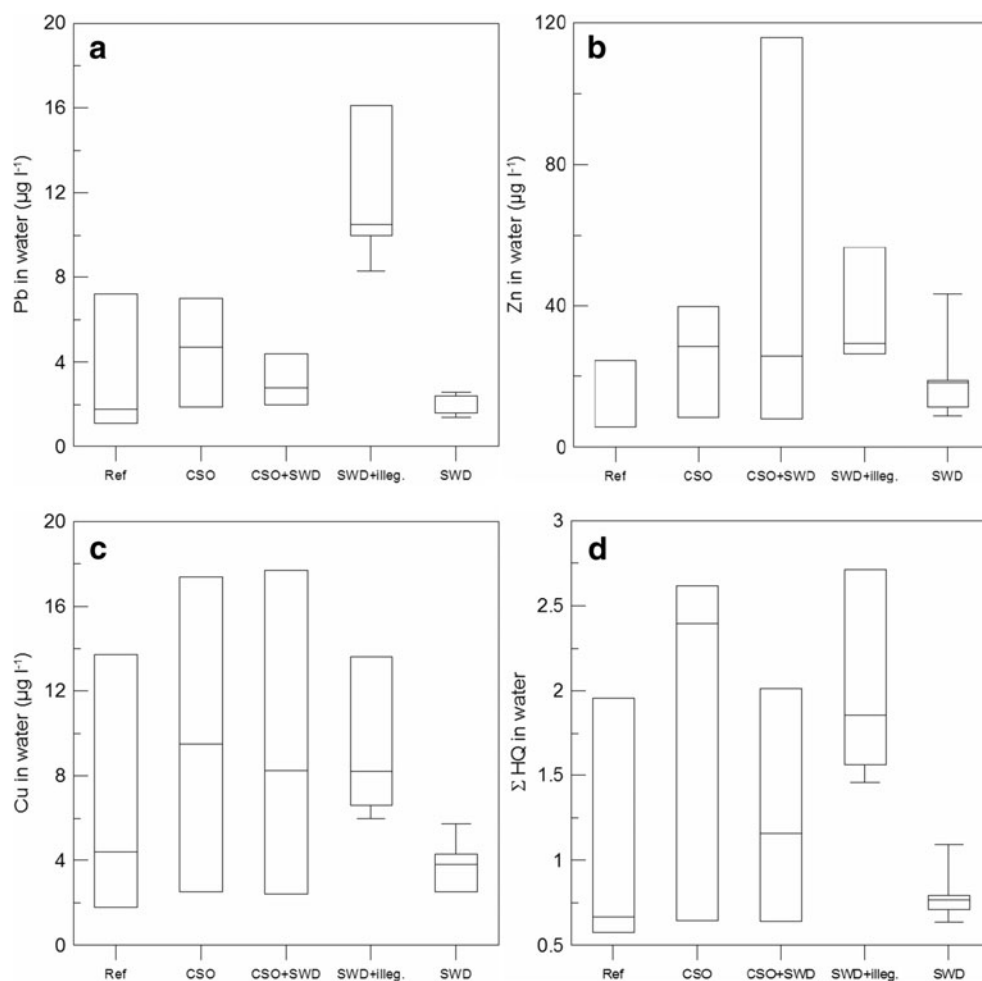 a
Pb in water (µg l⁻¹)
20
16
12
8
4
0
Ref CSO CSO+SWD SWD+illeg. SWD
b
Zn in water (µg l⁻¹)
120
80
40
0
Ref CSO CSO+SWD SWD+illeg. SWD
c
Cu in water (µg l⁻¹)
20
16
12
8
4
0
Ref CSO CSO+SWD SWD+illeg. SWD
d
Σ HQ in water
3
2.5
2
1.5
1
0.5
Ref CSO CSO+SWD SWD+illeg. SWD